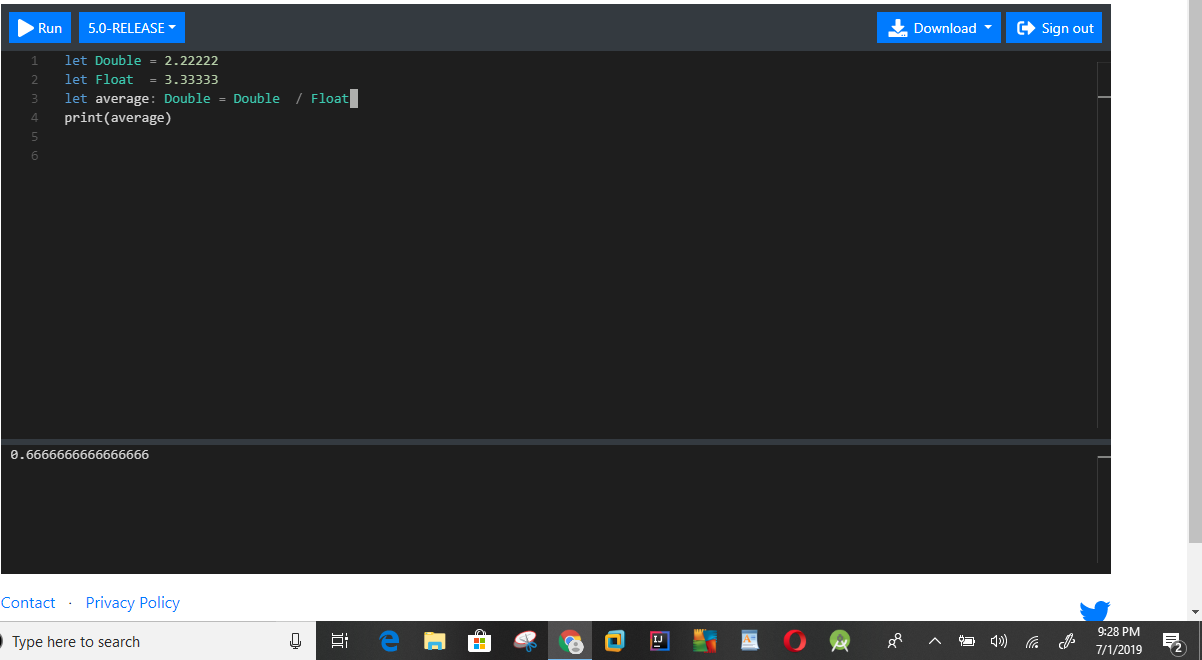 Run 5.0-RELEASE Download Sign out
1 let Double = 2.22222
2 let Float  = 3.33333
3 let average: Double = Double  / Float
4 print(average)
5
6
0.6666666666666666
Contact · Privacy Policy
Type here to search
9:28 PM
7/1/2019
2